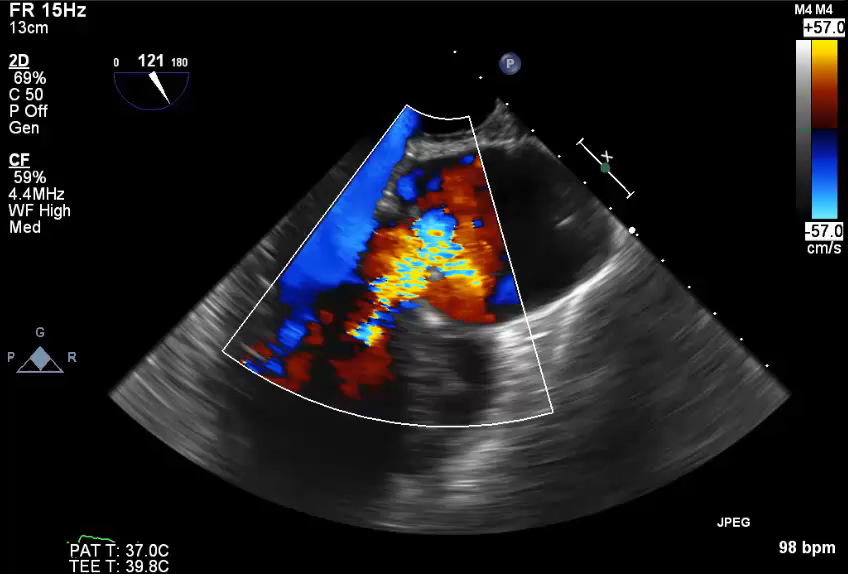 FR 15Hz
13cm
2D
69%
C 50
P Off
Gen
CF
59%
4.4MHz
WF High
Med
0 121 180
P
M4 M4
+57.0
-57.0
cm/s
X
G
P R
JPEG
98 bpm
PAT T: 37.0C
TEE T: 39.8C